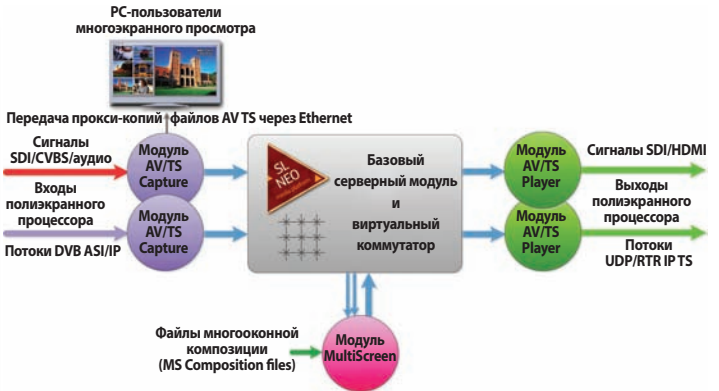 PC-пользователи
многоэкранного просмотра
Передача прокси-копий файлов AV TS через Ethernet
Сигналы
SDI/CVBS/аудио
Входы
полиэкранного
процессора
Потоки DVB ASI/IP
Модуль
AV/TS
Capture
Модуль
AV/TS
Capture
SL
NEO
Базовый
серверный модуль
и
виртуальный
коммутатор
Модуль
AV/TS
Player
Модуль
AV/TS
Player
Сигналы SDI/HDMI
Выходы
полиэкранного
процессора
Потоки
UDP/RTR IP TS
Файлы многооконной
композиции
(MS Composition files)
Модуль
MultiScreen